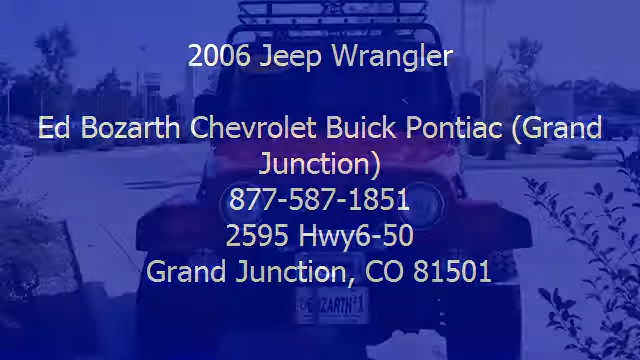 2006 Jeep Wrangler
Ed Bozarth Chevrolet Buick Pontiac (Grand
Junction)
877-587-1851
2595 Hwy6-50
Grand Junction, CO 81501